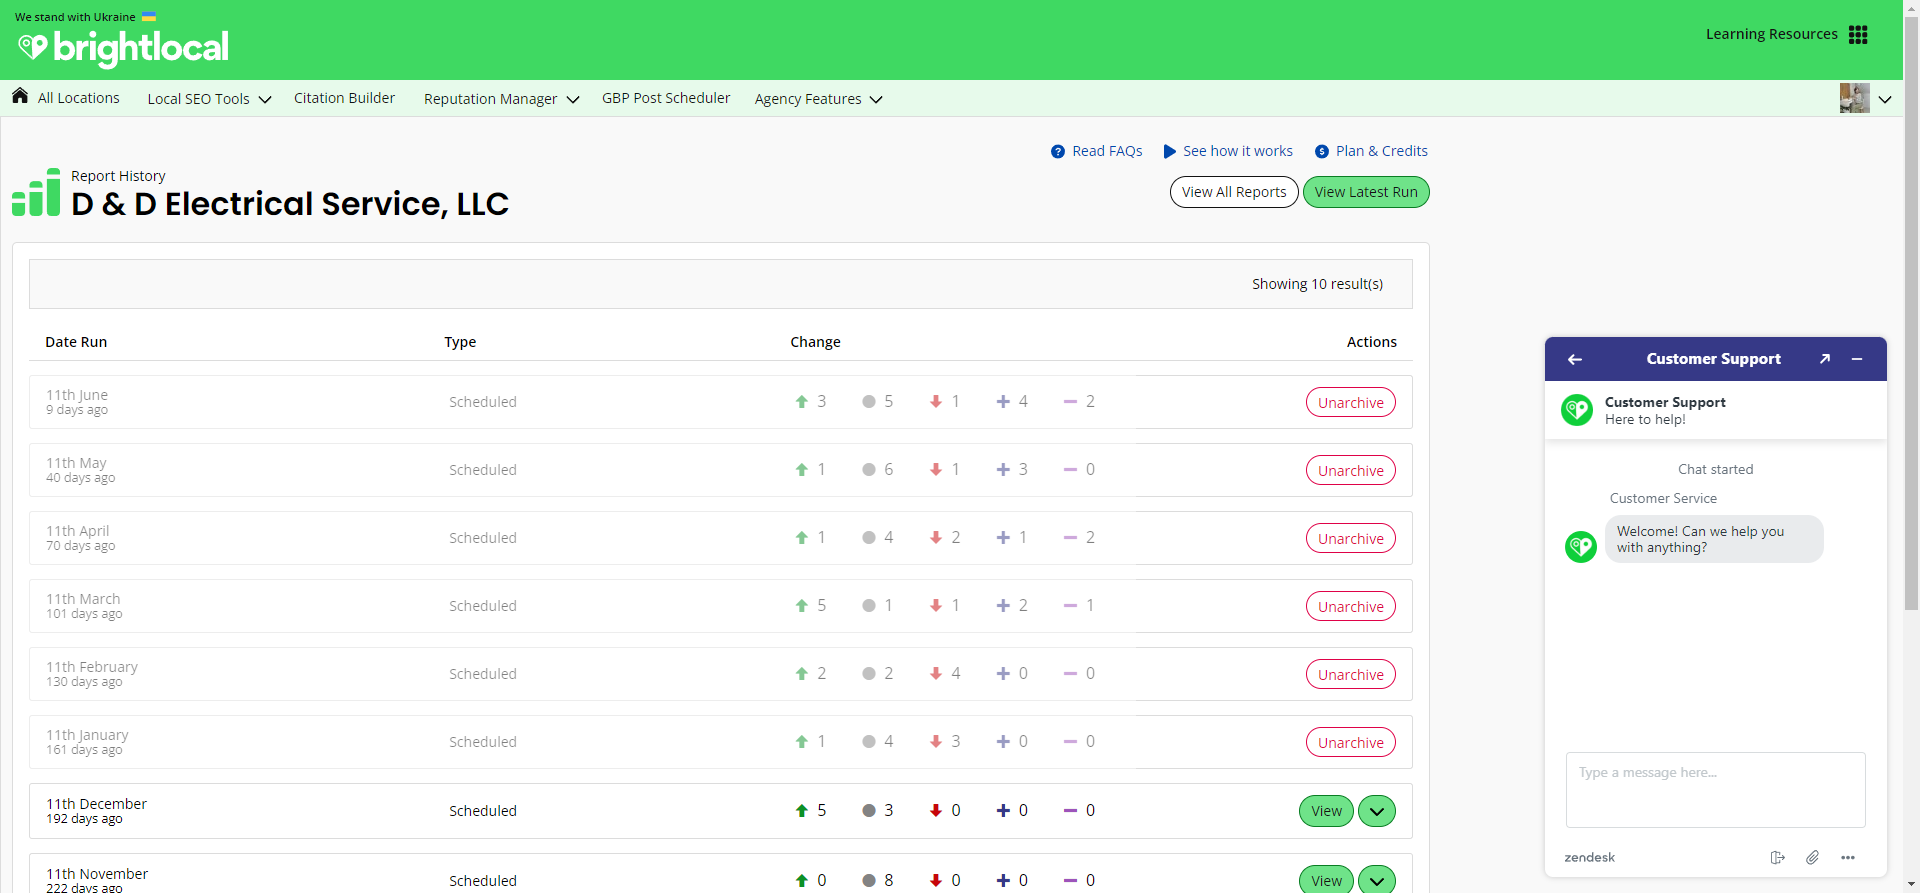 We stand with Ukraine
brightlocal
Learning Resources
All Locations
Local SEO Tools
Citation Builder
Reputation Manager
GBP Post Scheduler
Agency Features
Read FAQs
See how it works
Plan & Credits
Report History
D & D Electrical Service, LLC
View All Reports
View Latest Run
Showing 10 result(s)
Date Run Type Change Actions
11th June
9 days ago
Scheduled 3 5 1 4 2 Unarchive
11th May
40 days ago
Scheduled 1 6 1 3 0 Unarchive
11th April
70 days ago
Scheduled 1 4 2 1 2 Unarchive
11th March
101 days ago
Scheduled 5 1 1 2 1 Unarchive
11th February
130 days ago
Scheduled 2 2 4 0 0 Unarchive
11th January
161 days ago
Scheduled 1 4 3 0 0 Unarchive
11th December
192 days ago
Scheduled 5 3 0 0 0 View
11th November
222 days ago
Scheduled 0 8 0 0 0 View
Customer Support
Customer Support
Here to help!
Chat started
Customer Service
Welcome! Can we help you
with anything?
Type a message here...
zendesk